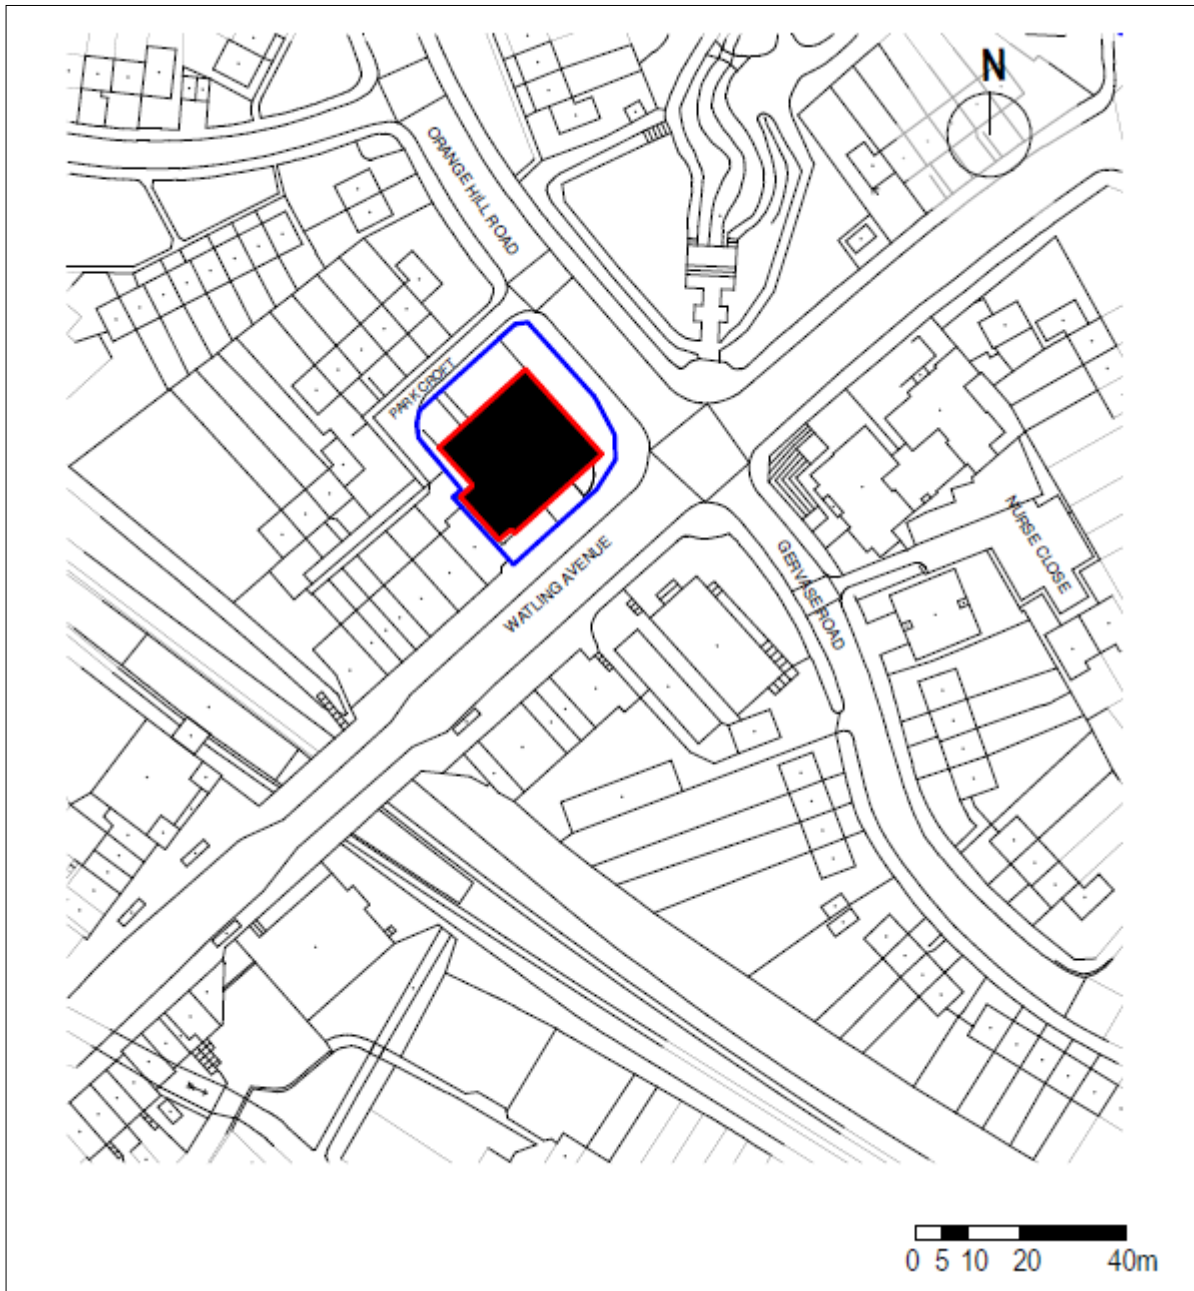 N
ORANGE HILL ROAD
PARK CROFT
WATLING AVENUE
GERVASE ROAD
NURSE CLOSE
0 5 10 20 40m